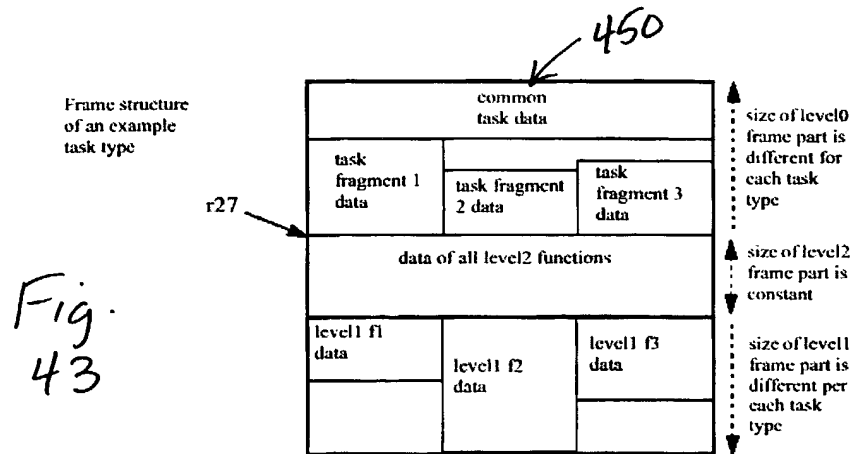 450
Frame structure
of an example
task type
common
task data
size of level0
frame part is
different for
each task
type
task
fragment 1
data
task fragment
2 data
task
fragment 3
data
r27
data of all level2 functions
size of level2
frame part is
constant
Fig.
43
level1 f1
data
level1 f2
data
level1 f3
data
size of level1
frame part is
different per
each task
type